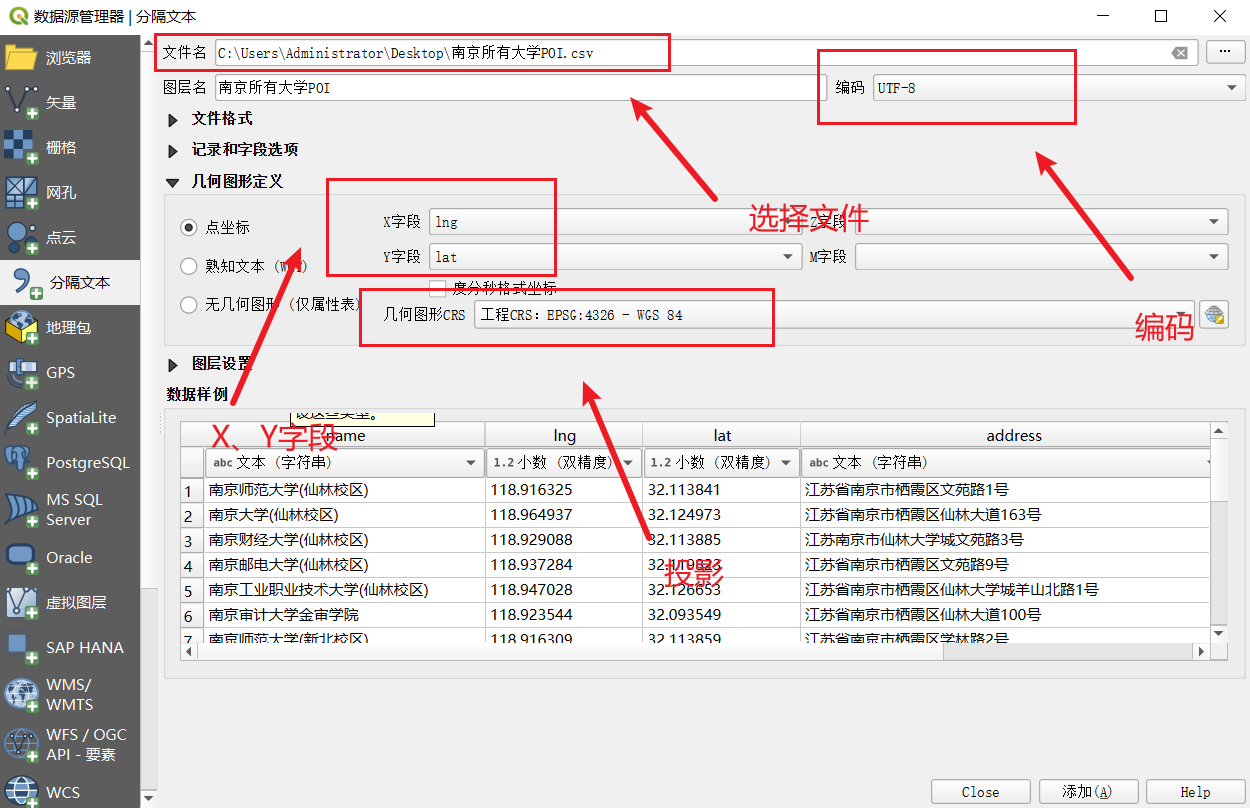 数据源管理器 | 分隔文本
浏览器
矢量
栅格
网孔
点云
分隔文本
地理包
GPS
SpatiaLite
PostgreSQL
MS SQL
Server
Oracle
虚拟图层
SAP HANA
WMS/
WMTS
WFS / OGC
API - 要素
WCS
文件名 C:\Users\Administrator\Desktop\南京所有大学POI.csv ...
图层名 南京所有大学POI 编码 UTF-8
文件格式
记录和字段选项
几何图形定义
点坐标 X字段 lng Z字段
选择文件
熟知文本 Y字段 lat M字段
无几何图形（仅属性表） 度分秒格式坐标
几何图形CRS 工程CRS: EPSG:4326 - WGS 84
编码
图层设置
数据样例
X、Y字段
name lng lat address
abc 文本（字符串） 1.2 小数（双精度） 1.2 小数（双精度） abc 文本（字符串）
1 南京师范大学(仙林校区) 118.916325 32.113841 江苏省南京市栖霞区文苑路1号
2 南京大学(仙林校区) 118.964937 32.124973 江苏省南京市栖霞区仙林大道163号
3 南京财经大学(仙林校区) 118.929088 32.113885 江苏南京市仙林大学城文苑路3号
4 南京邮电大学(仙林校区) 118.937284 江苏省南京市栖霞区文苑路9号
投影
5 南京工业职业技术大学(仙林校区) 118.947028 32.126653 江苏省南京市栖霞区仙林大学城羊山北路1号
6 南京审计大学金审学院 118.923544 32.093549 江苏省南京市栖霞区仙林大道100号
7 南京师范大学(新北校区) 118.916309 32.113859 江苏省南京市栖霞区学林路2号
Close 添加(A) Help